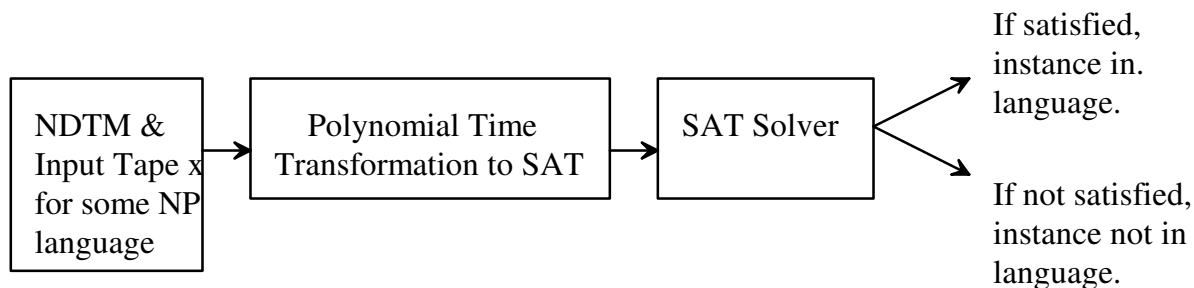 NDTM &
Input Tape x
for some NP
language
Polynomial Time
Transformation to SAT
SAT Solver
If satisfied,
instance in.
language.
If not satisfied,
instance not in
language.